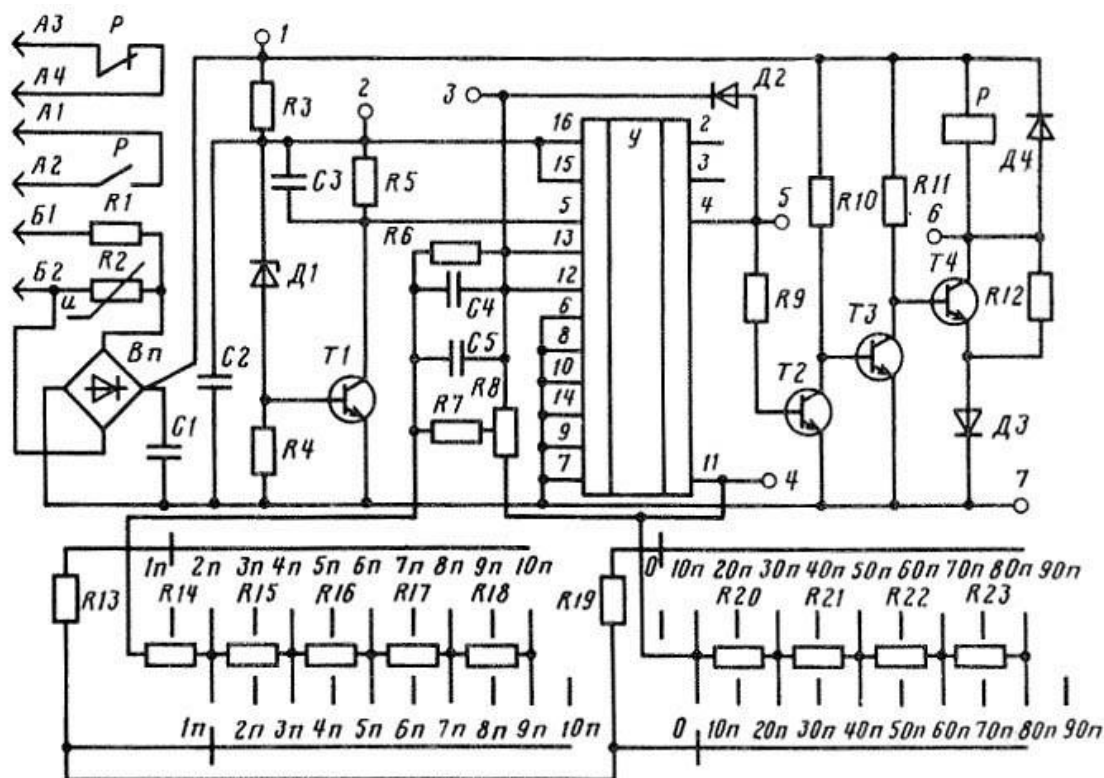 А3 Р 1
А4 2 3 Д2
R3 16 У 2 Р
А1 15 3 Д4
А2 Р С3 R5 5 4 5 R10 R11
Б1 R1 R6 13 6
Б2 R2 12 Т4
u Д1 С4 6 R9 R12
Вп С2 Т1 С5 8 Т3
10
R8 14 Т2
С1 R4 R7 9 Д3
7 11 4 7
1п 2п 3п 4п 5п 6п 7п 8п 9п 10п 0 10п 20п 30п 40п 50п 60п 70п 80п 90п
R13 R14 R15 R16 R17 R18 R19 R20 R21 R22 R23
1п 2п 3п 4п 5п 6п 7п 8п 9п 10п 0 10п 20п 30п 40п 50п 60п 70п 80п 90п